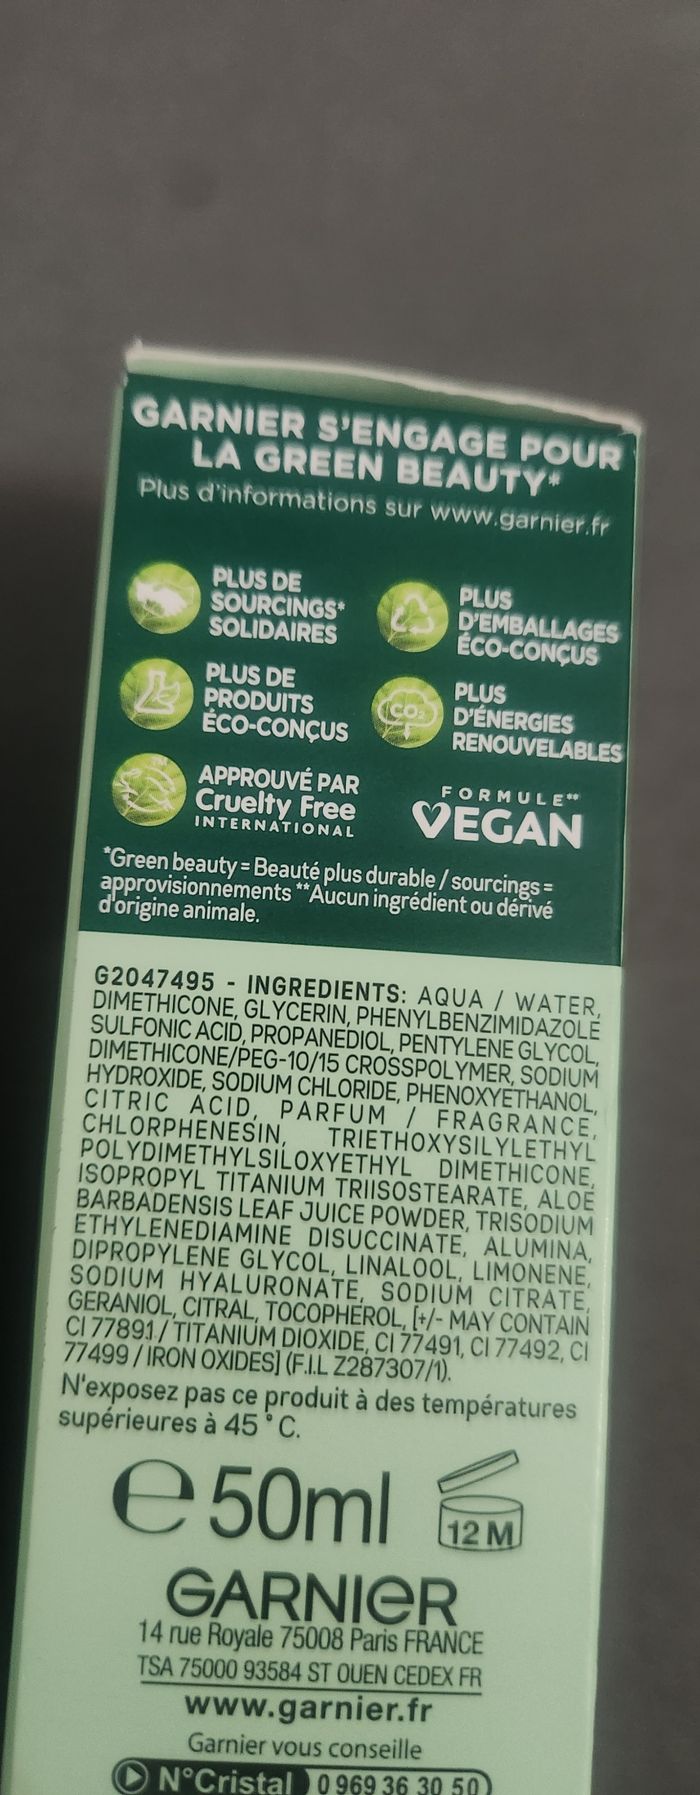 GARNIER S'ENGAGE POUR
LA GREEN BEAUTY*
Plus d'informations sur www.garnier.fr
PLUS DE
SOURCINGS*
SOLIDAIRES
PLUS
D'EMBALLAGES
ÉCO-CONÇUS
PLUS DE
PRODUITS
ÉCO-CONÇUS
CO2
PLUS
D'ÉNERGIES
RENOUVELABLES
TM
APPROUVÉ PAR
Cruelty Free
INTERNATIONAL
FORMULE**
VEGAN
*Green beauty = Beauté plus durable / sourcings =
approvisionnements **Aucun ingrédient ou dérivé
d'origine animale.
G2047495 - INGREDIENTS: AQUA / WATER,
DIMETHICONE, GLYCERIN, PHENYLBENZIMIDAZOLE
SULFONIC ACID, PROPANEDIOL, PENTYLENE GLYCOL,
DIMETHICONE/PEG-10/15 CROSSPOLYMER, SODIUM
HYDROXIDE, SODIUM CHLORIDE, PHENOXYETHANOL,
CITRIC ACID, PARFUM / FRAGRANCE,
CHLORPHENESIN, TRIETHOXYSILYLETHYL
POLYDIMETHYLSILOXYETHYL DIMETHICONE,
ISOPROPYL TITANIUM TRIISOSTEARATE, ALOE
BARBADENSIS LEAF JUICE POWDER, TRISODIUM
ETHYLENEDIAMINE DISUCCINATE, ALUMINA,
DIPROPYLENE GLYCOL, LINALOOL, LIMONENE,
SODIUM HYALURONATE, SODIUM CITRATE,
GERANIOL, CITRAL, TOCOPHEROL, [+/- MAY CONTAIN
CI 77891 / TITANIUM DIOXIDE, CI 77491, CI 77492, CI
77499 / IRON OXIDES] (F.I.L Z287307/1).
N'exposez pas ce produit à des températures
supérieures à 45 °C.
e 50ml
12 M
GARNIER
14 rue Royale 75008 Paris FRANCE
TSA 75000 93584 ST OUEN CEDEX FR
www.garnier.fr
Garnier vous conseille
N°Cristal 0 969 36 30 50